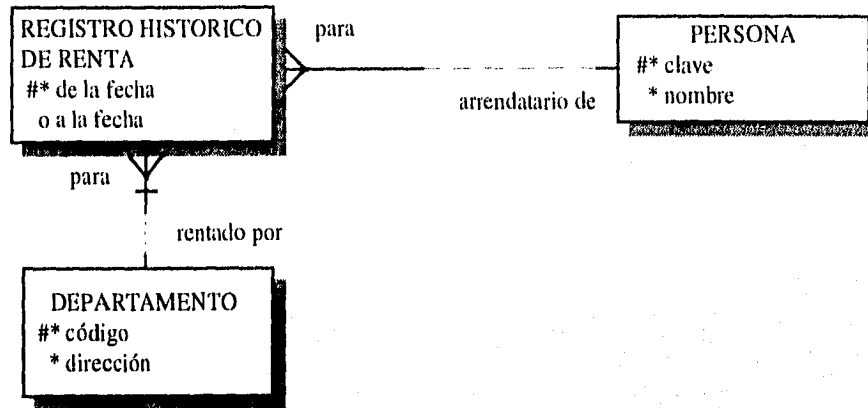 REGISTRO HISTORICO
DE RENTA
#* de la fecha
o a la fecha
para
arrendatario de
PERSONA
#* clave
* nombre
para
rentado por
DEPARTAMENTO
#* código
* dirección